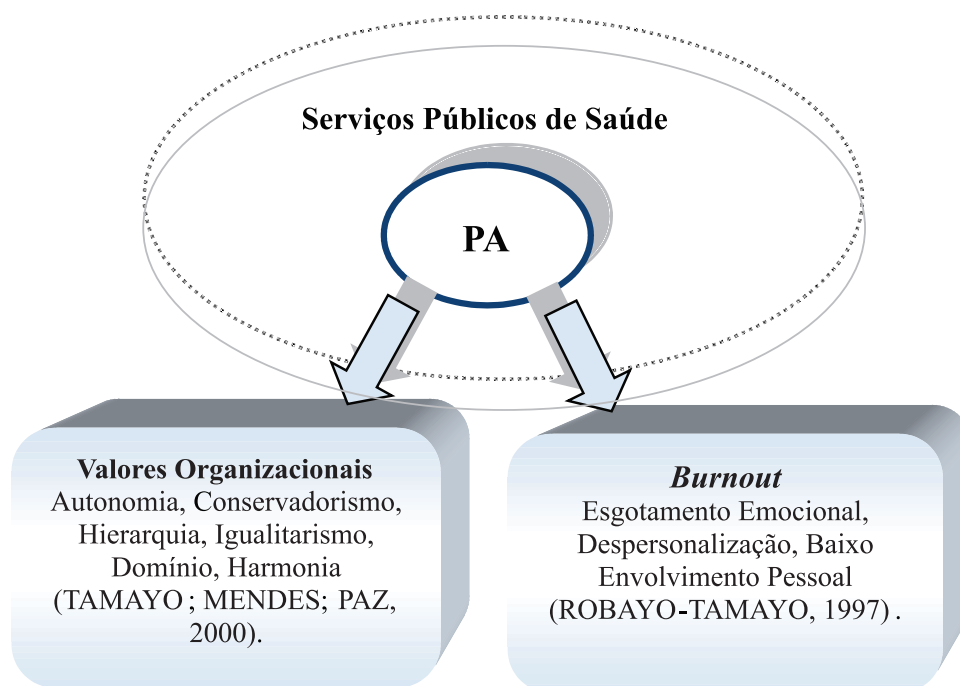 Serviços Públicos de Saúde
PA
Valores Organizacionais
Autonomia, Conservadorismo,
Hierarquia, Igualitarismo,
Domínio, Harmonia
(TAMAYO ; MENDES; PAZ,
2000).
Burnout
Esgotamento Emocional,
Despersonalização, Baixo
Envolvimento Pessoal
(ROBAYO-TAMAYO, 1997) .